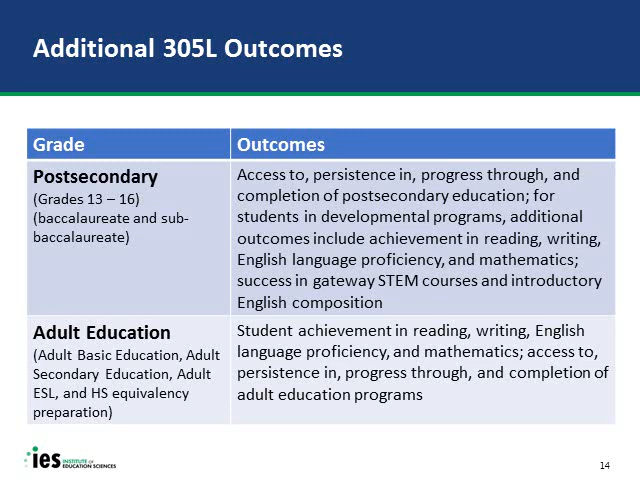 Additional 305L Outcomes
Grade
Outcomes
Postsecondary
(Grades 13 – 16)
(baccalaureate and sub-
baccalaureate)
Access to, persistence in, progress through, and
completion of postsecondary education; for
students in developmental programs, additional
outcomes include achievement in reading, writing,
English language proficiency, and mathematics;
success in gateway STEM courses and introductory
English composition
Adult Education
(Adult Basic Education, Adult
Secondary Education, Adult
ESL, and HS equivalency
preparation)
Student achievement in reading, writing, English
language proficiency, and mathematics; access to,
persistence in, progress through, and completion of
adult education programs
ies INSTITUTE OF
EDUCATION SCIENCES
14